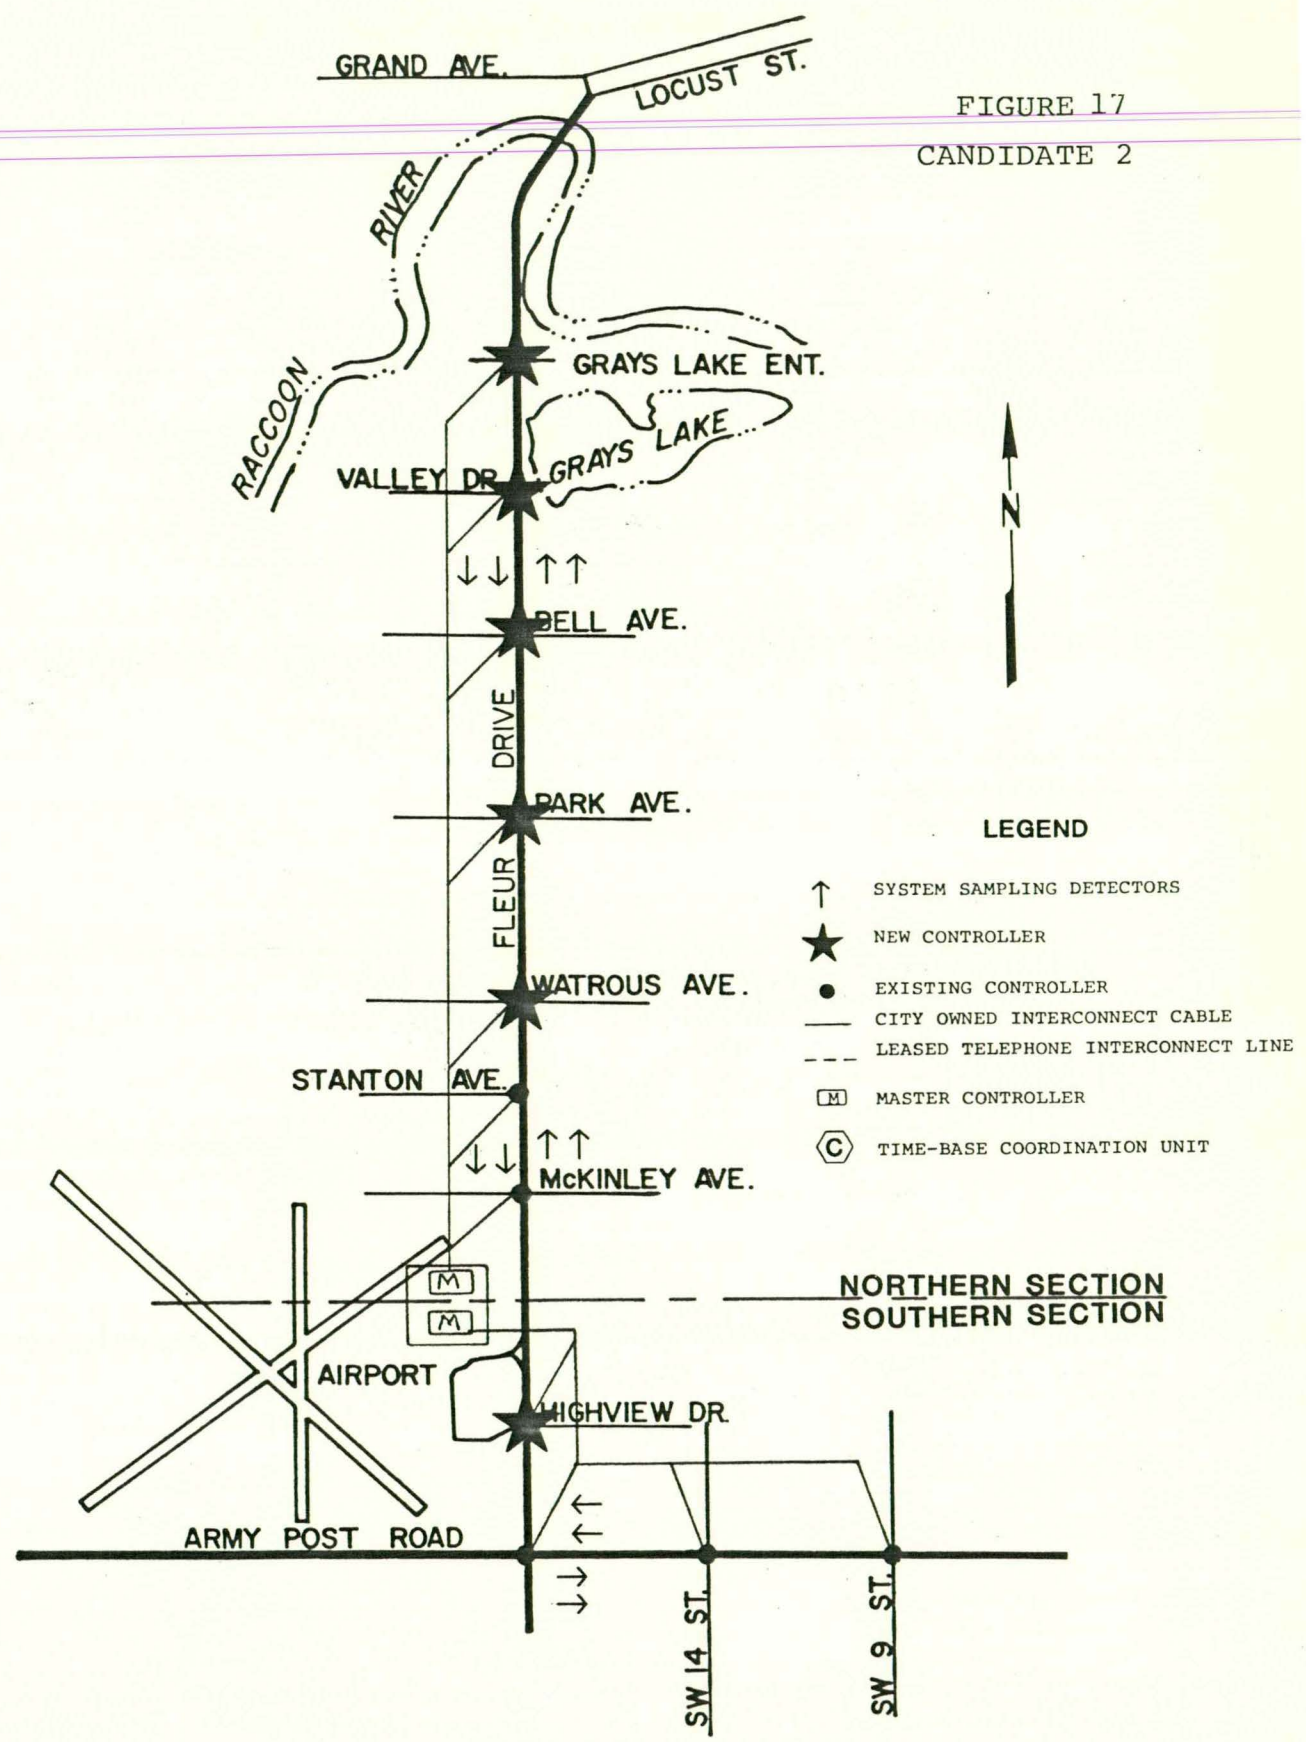 GRAND AVE.
LOCUST ST.
FIGURE 17
CANDIDATE 2
RIVER
RACCOON
GRAYS LAKE ENT.
GRAYS LAKE
VALLEY DR.
N
BELL AVE.
DRIVE
PARK AVE.
FLEUR
LEGEND
SYSTEM SAMPLING DETECTORS
NEW CONTROLLER
EXISTING CONTROLLER
CITY OWNED INTERCONNECT CABLE
LEASED TELEPHONE INTERCONNECT LINE
M MASTER CONTROLLER
C TIME-BASE COORDINATION UNIT
WATROUS AVE.
STANTON AVE.
McKINLEY AVE.
M
NORTHERN SECTION
SOUTHERN SECTION
M
AIRPORT
HIGHVIEW DR.
ARMY POST ROAD
SW 14 ST.
SW 9 ST.